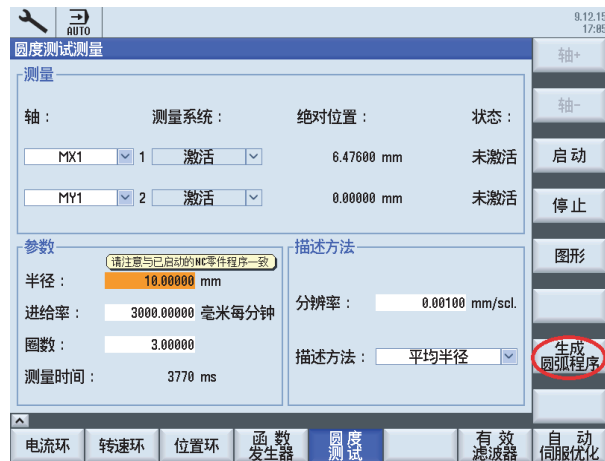 AUTO
9.12.15
17:05
圆度测试测量
轴+
测量
轴：
测量系统：
绝对位置：
状态：
轴-
MX1
1
激活
6.47600 mm
未激活
启动
MY1
2
激活
0.00000 mm
未激活
停止
参数
描述方法
请注意与已启动的NC零件程序一致
图形
半径：
10.00000 mm
分辨率：
0.00100 mm/scl.
进给率：
3000.00000 毫米每分钟
圈数：
3.00000
描述方法：
平均半径
生成
圆弧程序
测量时间：
3770 ms
电流环
转速环
位置环
函数
发生器
圆度
测试
有效
滤波器
自动
伺服优化